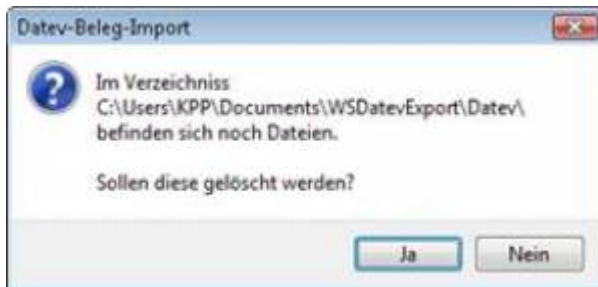 Datev-Beleg-Import
Im Verzeichniss
C:\Users\KPP\Documents\WSDatevExport\Datev\
befinden sich noch Dateien.
Sollen diese gelöscht werden?
Ja
Nein